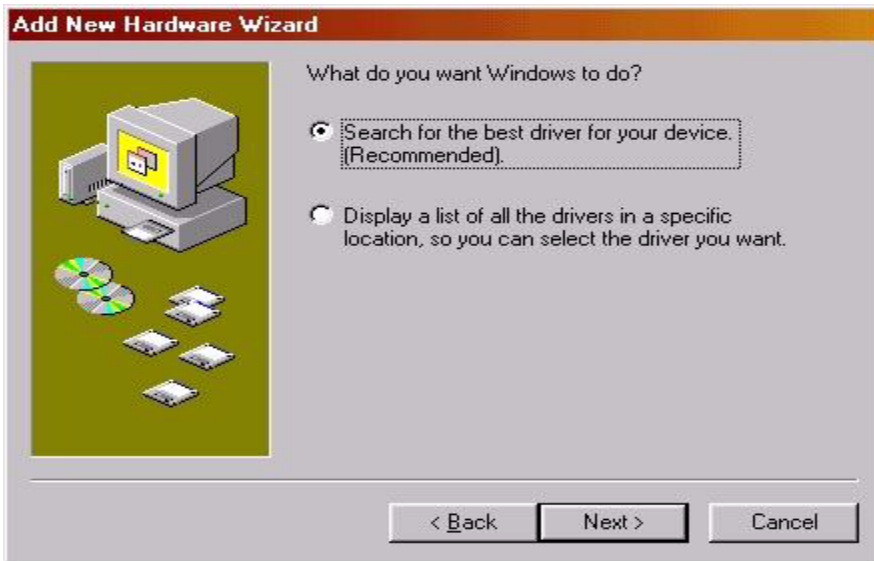 Add New Hardware Wizard
What do you want Windows to do?
Search for the best driver for your device.
(Recommended).
Display a list of all the drivers in a specific
location, so you can select the driver you want.
< Back
Next >
Cancel